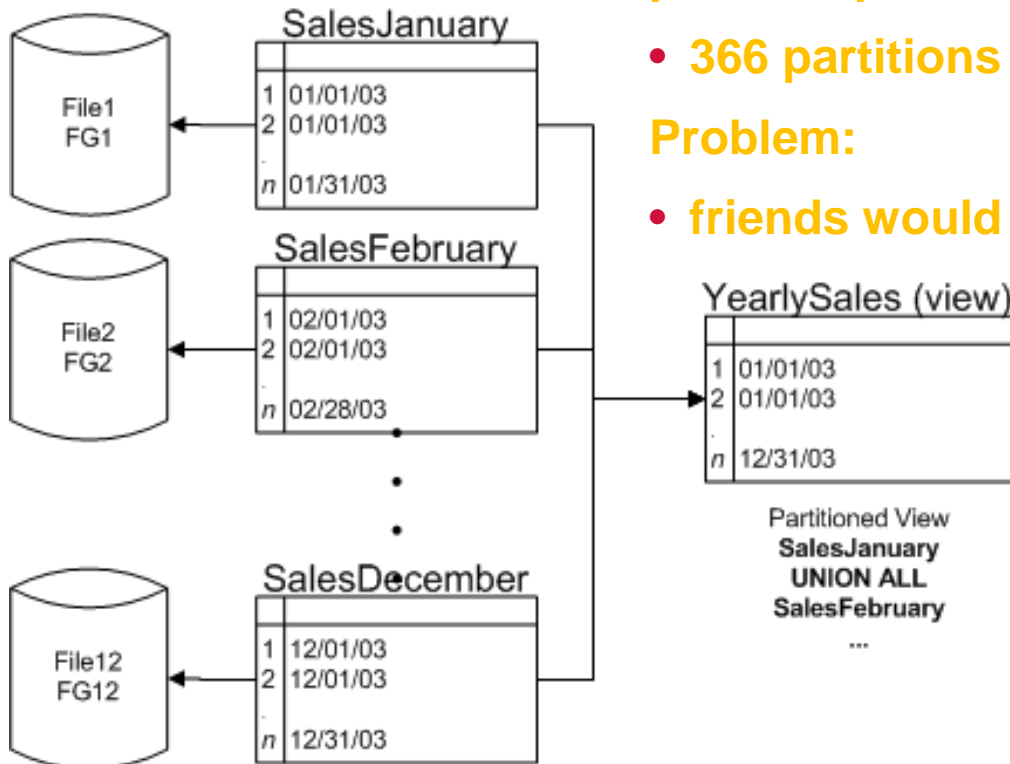 SalesJanuary
File1
FG1
1 01/01/03
2 01/01/03
.
n 01/31/03
SalesFebruary
File2
FG2
1 02/01/03
2 02/01/03
.
n 02/28/03
SalesDecember
File12
FG12
1 12/01/03
2 12/01/03
.
n 12/31/03
• 366 partitions
Problem:
• friends would
YearlySales (view)
1 01/01/03
2 01/01/03
.
n 12/31/03
Partitioned View
SalesJanuary
UNION ALL
SalesFebruary
...